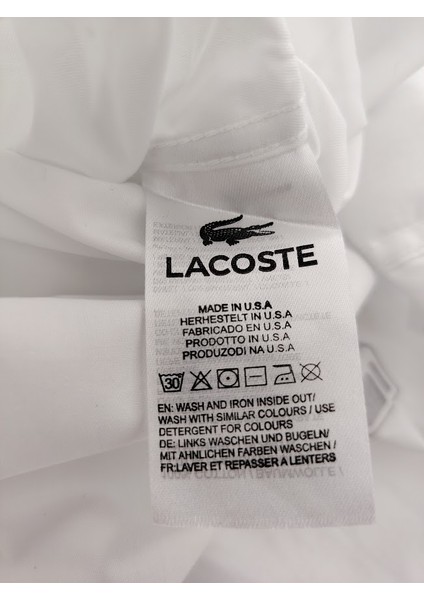 LACOSTE
MADE IN U.S.A
HERHESTELT IN U.S.A
FABRICADO EN U.S.A
PRODOTTO IN U.S.A
PRODUZODI NA U.S.A
30
EN: WASH AND IRON INSIDE OUT/
WASH WITH SIMILAR COLOURS / USE
DETERGENT FOR COLOURS
DE: LINKS WASCHEN UND BUGELN/
MIT AHNLICHEN FARBEN WASCHEN /
FR:LAVER ET REPASSER A LENTERS